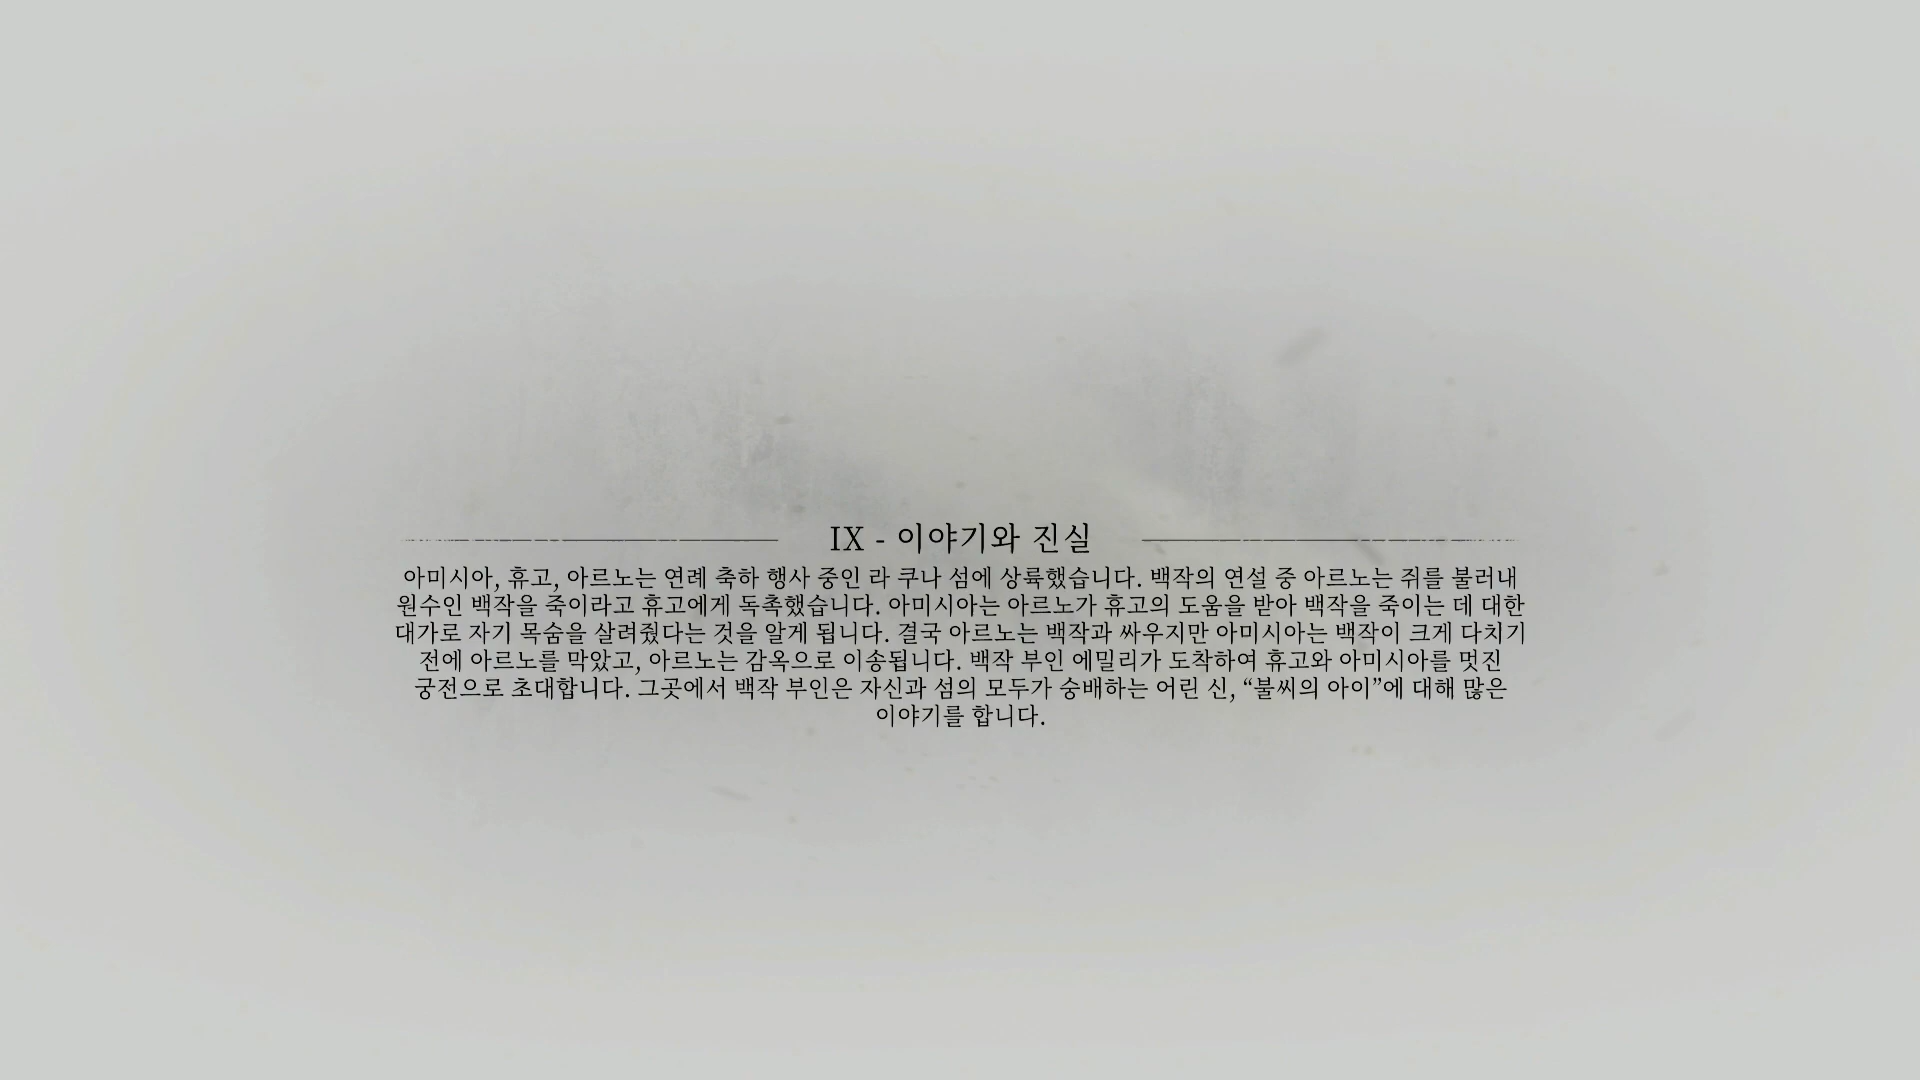 IX - 이야기와 진실
아미시아, 휴고, 아르노는 연례 축하 행사 중인 라 쿠나 섬에 상륙했습니다. 백작의 연설 중 아르노는 쥐를 불러내
원수인 백작을 죽이라고 휴고에게 독촉했습니다. 아미시아는 아르노가 휴고의 도움을 받아 백작을 죽이는 데 대한
대가로 자기 목숨을 살려줬다는 것을 알게 됩니다. 결국 아르노는 백작과 싸우지만 아미시아는 백작이 크게 다치기
전에 아르노를 막았고, 아르노는 감옥으로 이송됩니다. 백작 부인 에밀리가 도착하여 휴고와 아미시아를 멋진
궁전으로 초대합니다. 그곳에서 백작 부인은 자신과 섬의 모두가 숭배하는 어린 신, “불씨의 아이”에 대해 많은
이야기를 합니다.